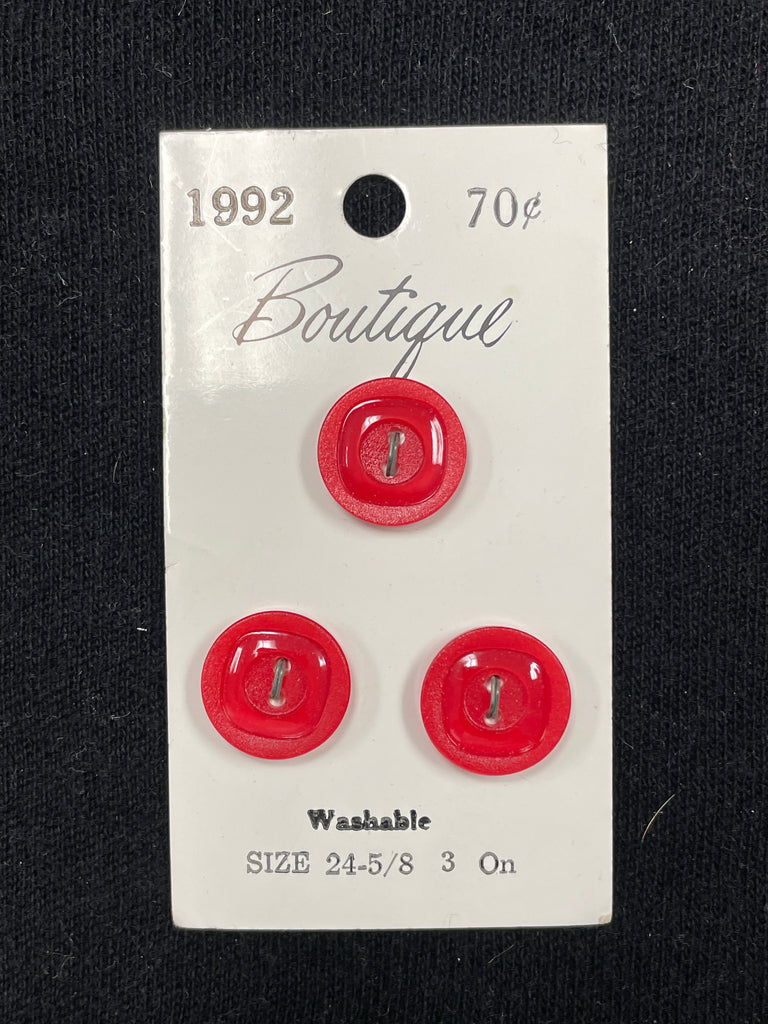 1992 70¢
Boutique
Washable
SIZE 24-5/8 3 On